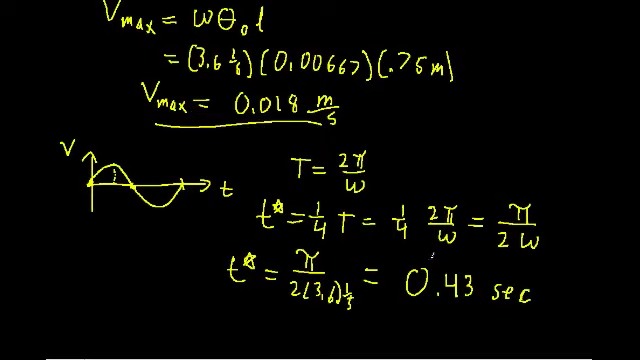 V_max = ω θ_o l
= (3.6 1/s) (0.00667) (.75 m)
V_max = 0.018 m/s
V
t
T = 2π/ω
t* = 1/4 T = 1/4 2π/ω = π/2ω
t* = π/2(3.6)1/s = 0.43 sec